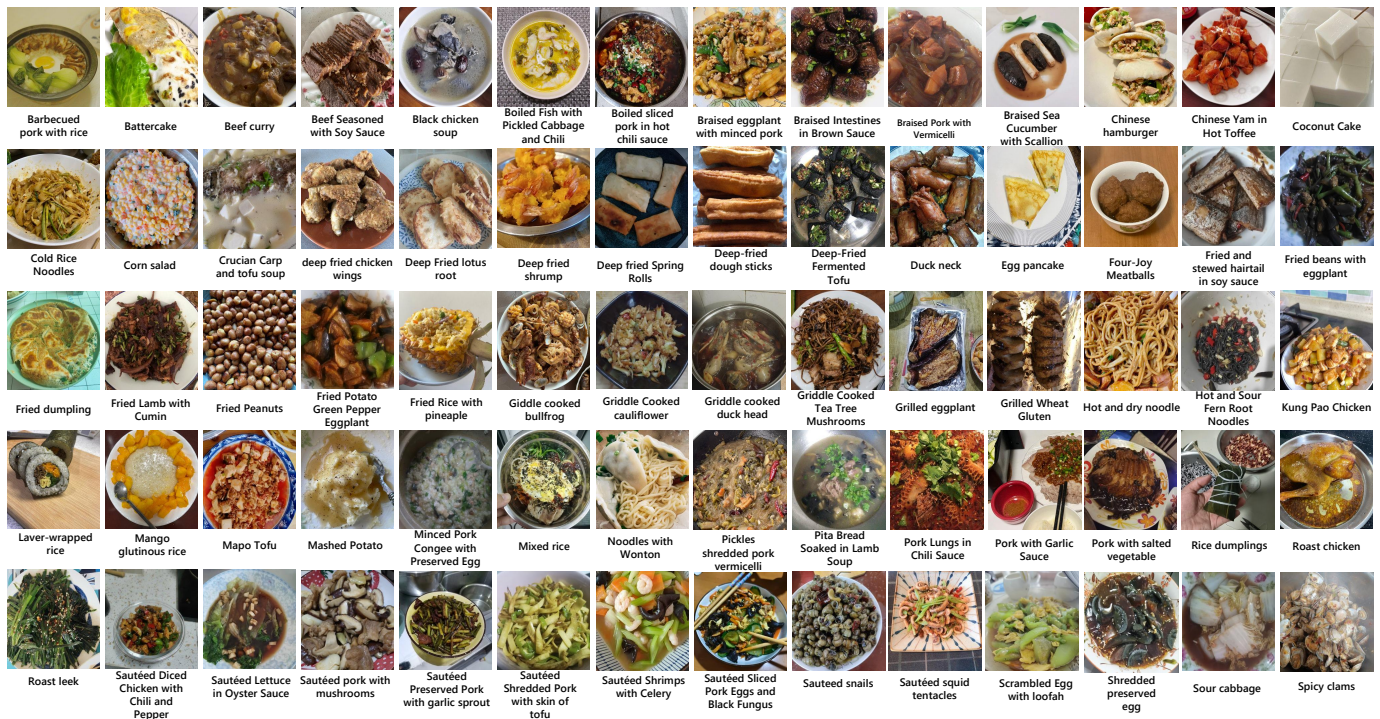 Barbecued
pork with rice
Battercake
Beef curry
Beef Seasoned
with Soy Sauce
Black chicken
soup
Boiled Fish with
Pickled Cabbage
and Chili
Boiled sliced
pork in hot
chili sauce
Braised eggplant
with minced pork
Braised Intestines
in Brown Sauce
Braised Pork with
Vermicelli
Braised Sea
Cucumber
with Scallion
Chinese
hamburger
Chinese Yam in
Hot Toffee
Coconut Cake
Cold Rice
Noodles
Corn salad
Crucian Carp
and tofu soup
deep fried chicken
wings
Deep Fried lotus
root
Deep fried
shrump
Deep fried Spring
Rolls
Deep-fried
dough sticks
Deep-Fried
Fermented
Tofu
Duck neck
Egg pancake
Four-Joy
Meatballs
Fried and
stewed hairtail
in soy sauce
Fried beans with
eggplant
Fried dumpling
Fried Lamb with
Cumin
Fried Peanuts
Fried Potato
Green Pepper
Eggplant
Fried Rice with
pineaple
Giddle cooked
bullfrog
Griddle Cooked
cauliflower
Griddle cooked
duck head
Griddle Cooked
Tea Tree
Mushrooms
Grilled eggplant
Grilled Wheat
Gluten
Hot and dry noodle
Hot and Sour
Fern Root
Noodles
Kung Pao Chicken
Laver-wrapped
rice
Mango
glutinous rice
Mapo Tofu
Mashed Potato
Minced Pork
Congee with
Preserved Egg
Mixed rice
Noodles with
Wonton
Pickles
shredded pork
vermicelli
Pita Bread
Soaked in Lamb
Soup
Pork Lungs in
Chili Sauce
Pork with Garlic
Sauce
Pork with salted
vegetable
Rice dumplings
Roast chicken
Roast leek
Sautéed Diced
Chicken with
Chili and
Pepper
Sautéed Lettuce
in Oyster Sauce
Sautéed pork with
mushrooms
Sautéed
Preserved Pork
with garlic sprout
Sautéed
Shredded Pork
with skin of
tofu
Sautéed Shrimps
with Celery
Sautéed Sliced
Pork Eggs and
Black Fungus
Sauteed snails
Sautéed squid
tentacles
Scrambled Egg
with loofah
Shredded
preserved
egg
Sour cabbage
Spicy clams